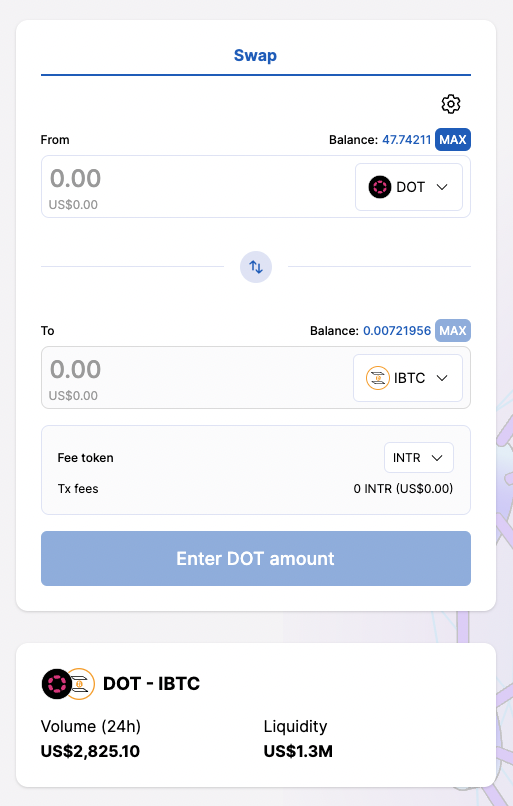 Swap
From Balance: 47.74211 MAX
0.00 DOT
US$0.00
To Balance: 0.00721956 MAX
0.00 IBTC
US$0.00
Fee token INTR
Tx fees 0 INTR (US$0.00)
Enter DOT amount
DOT - IBTC
Volume (24h) Liquidity
US$2,825.10 US$1.3M